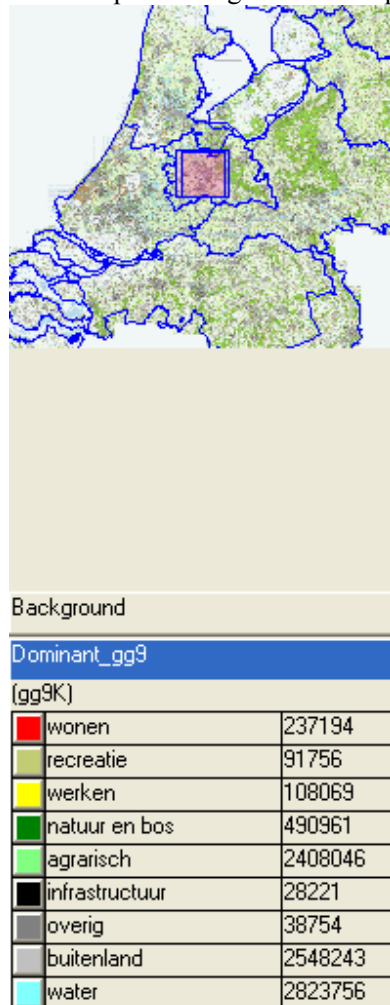 Background
Dominant_gg9
(gg9K)
wonen 237194
recreatie 91756
werken 108069
natuur en bos 490961
agrarisch 2408046
infrastructuur 28221
overig 38754
buitenland 2548243
water 2823756